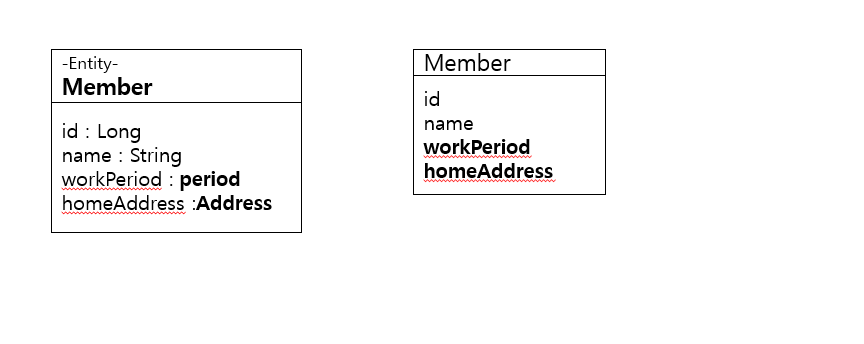 -Entity-
Member
id : Long
name : String
workPeriod : period
homeAddress :Address
Member
id
name
workPeriod
homeAddress